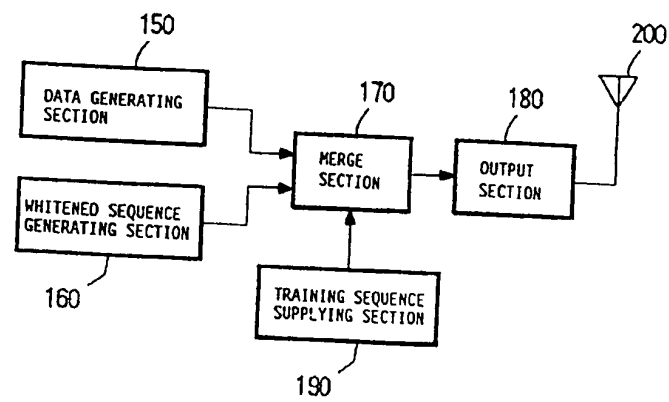 150
DATA GENERATING
SECTION
WHITENED SEQUENCE
GENERATING SECTION
160
170
MERGE
SECTION
180
OUTPUT
SECTION
200
TRAINING SEQUENCE
SUPPLYING SECTION
190